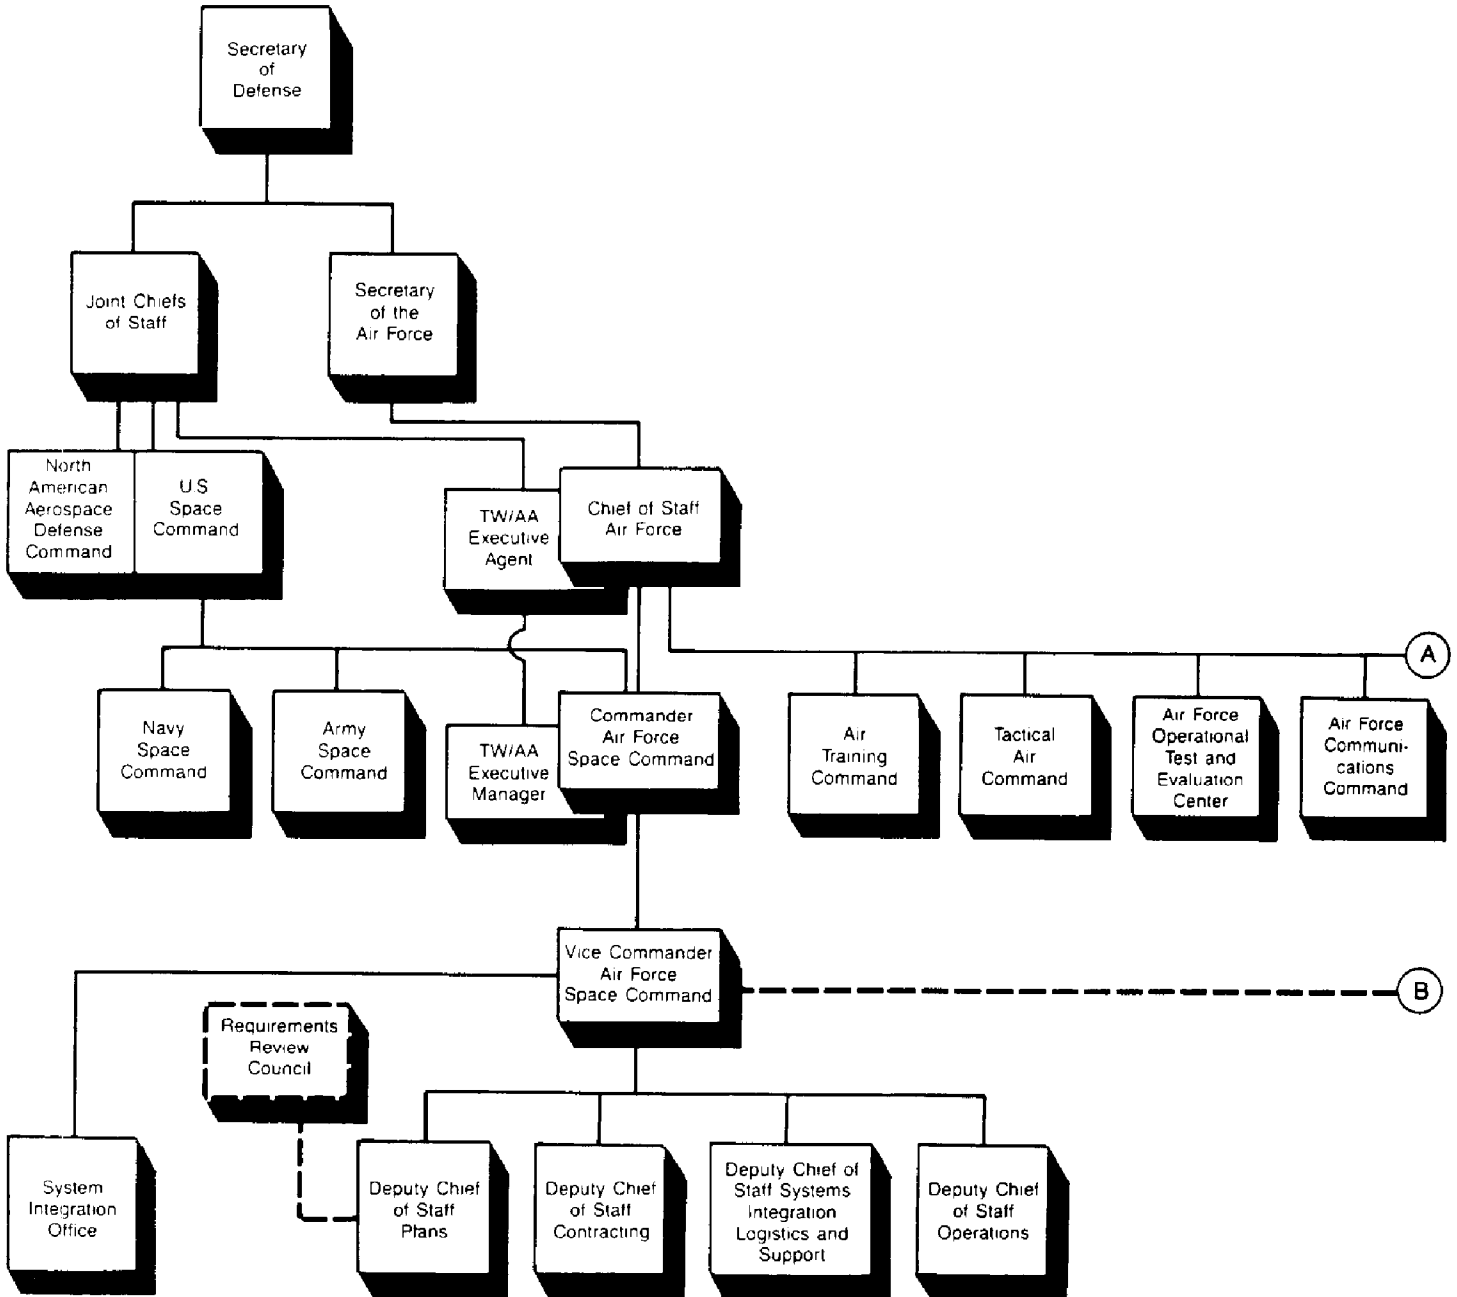 Secretary
of
Defense
Joint Chiefs
of Staff
Secretary
of the
Air Force
North
American
Aerospace
Defense
Command
U.S
Space
Command
TW/AA
Executive
Agent
Chief of Staff
Air Force
A
Navy
Space
Command
Army
Space
Command
TW/AA
Executive
Manager
Commander
Air Force
Space Command
Air
Training
Command
Tactical
Air
Command
Air Force
Operational
Test and
Evaluation
Center
Air Force
Communi-
cations
Command
Vice Commander
Air Force
Space Command
B
Requirements
Review
Council
System
Integration
Office
Deputy Chief
of Staff
Plans
Deputy Chief
of Staff
Contracting
Deputy Chief of
Staff Systems
Integration
Logistics and
Support
Deputy Chief
of Staff
Operations